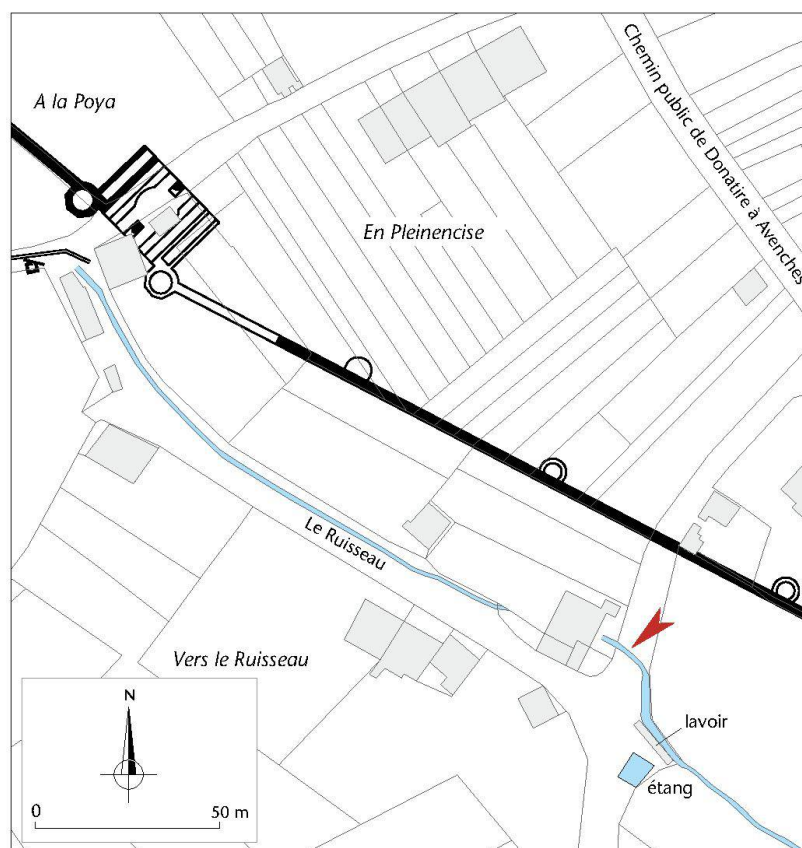 A la Poya
Chemin public de Donatire à Avenches
En Pleinencise
Le Ruisseau
Vers le Ruisseau
lavoir
étang
N
0 50 m